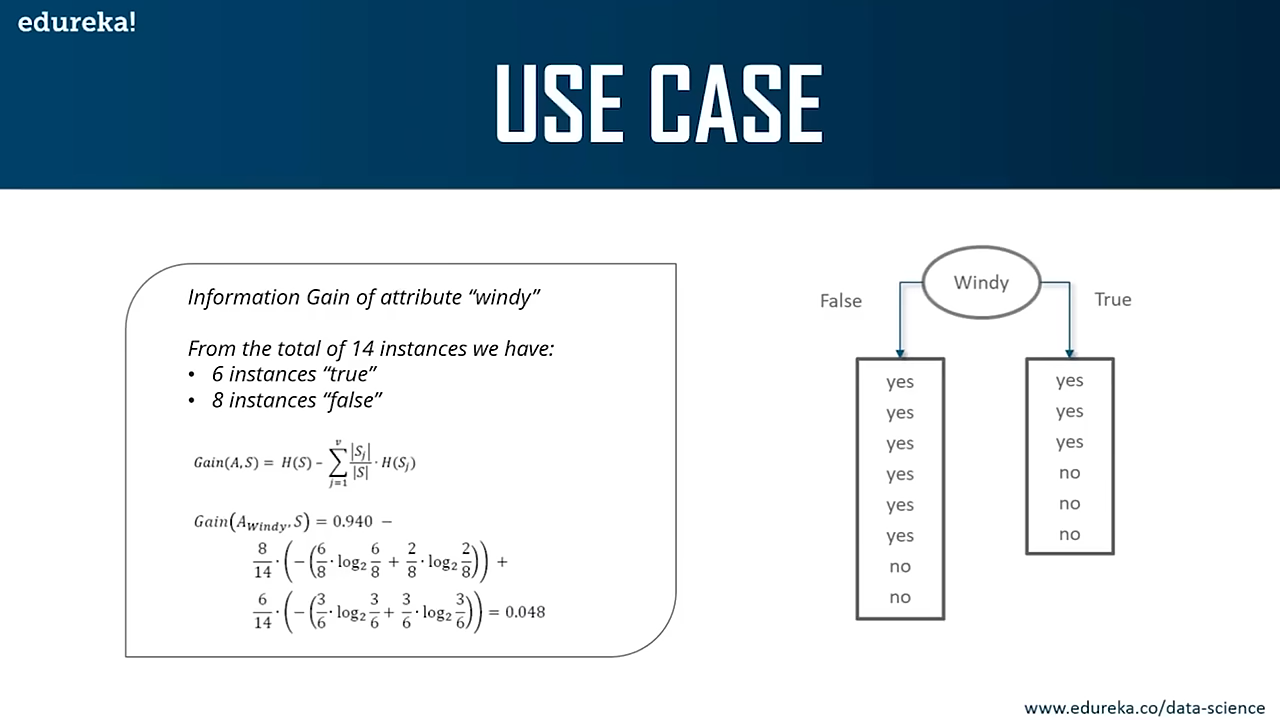 edureka!
USE CASE
Information Gain of attribute “windy”
From the total of 14 instances we have:
• 6 instances “true”
• 8 instances “false”
Gain(A,S) = H(S) – ∑_{j=1}^{v} |S_j|/|S| · H(S_j)
Gain(A_Windy, S) = 0.940 −
8/14 · (−(6/8 · log₂ 6/8 + 2/8 · log₂ 2/8)) +
6/14 · (−(3/6 · log₂ 3/6 + 3/6 · log₂ 3/6)) = 0.048
Windy
False
True
yes
yes
yes
yes
yes
yes
no
no
yes
yes
yes
no
no
no
www.edureka.co/data-science